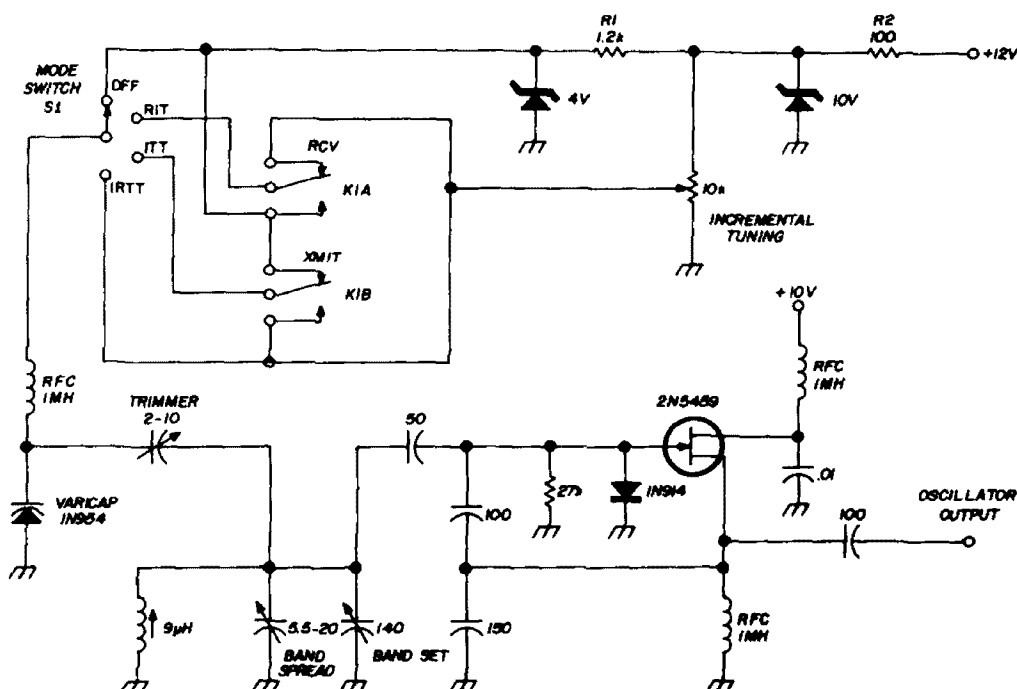 R1
1.2k
R2
100
+12V
MODE
SWITCH
S1
OFF
RIT
ITT
IRTT
4V
10V
RCV
K1A
XMIT
K1B
10k
INCREMENTAL
TUNING
+10V
RFC
1MH
RFC
1MH
TRIMMER
2-10
50
2N5459
VARICAP
1N954
100
27k
1N914
.01
OSCILLATOR
OUTPUT
100
9µH
5.5-20
BAND
SPREAD
140
BAND SET
150
RFC
1MH